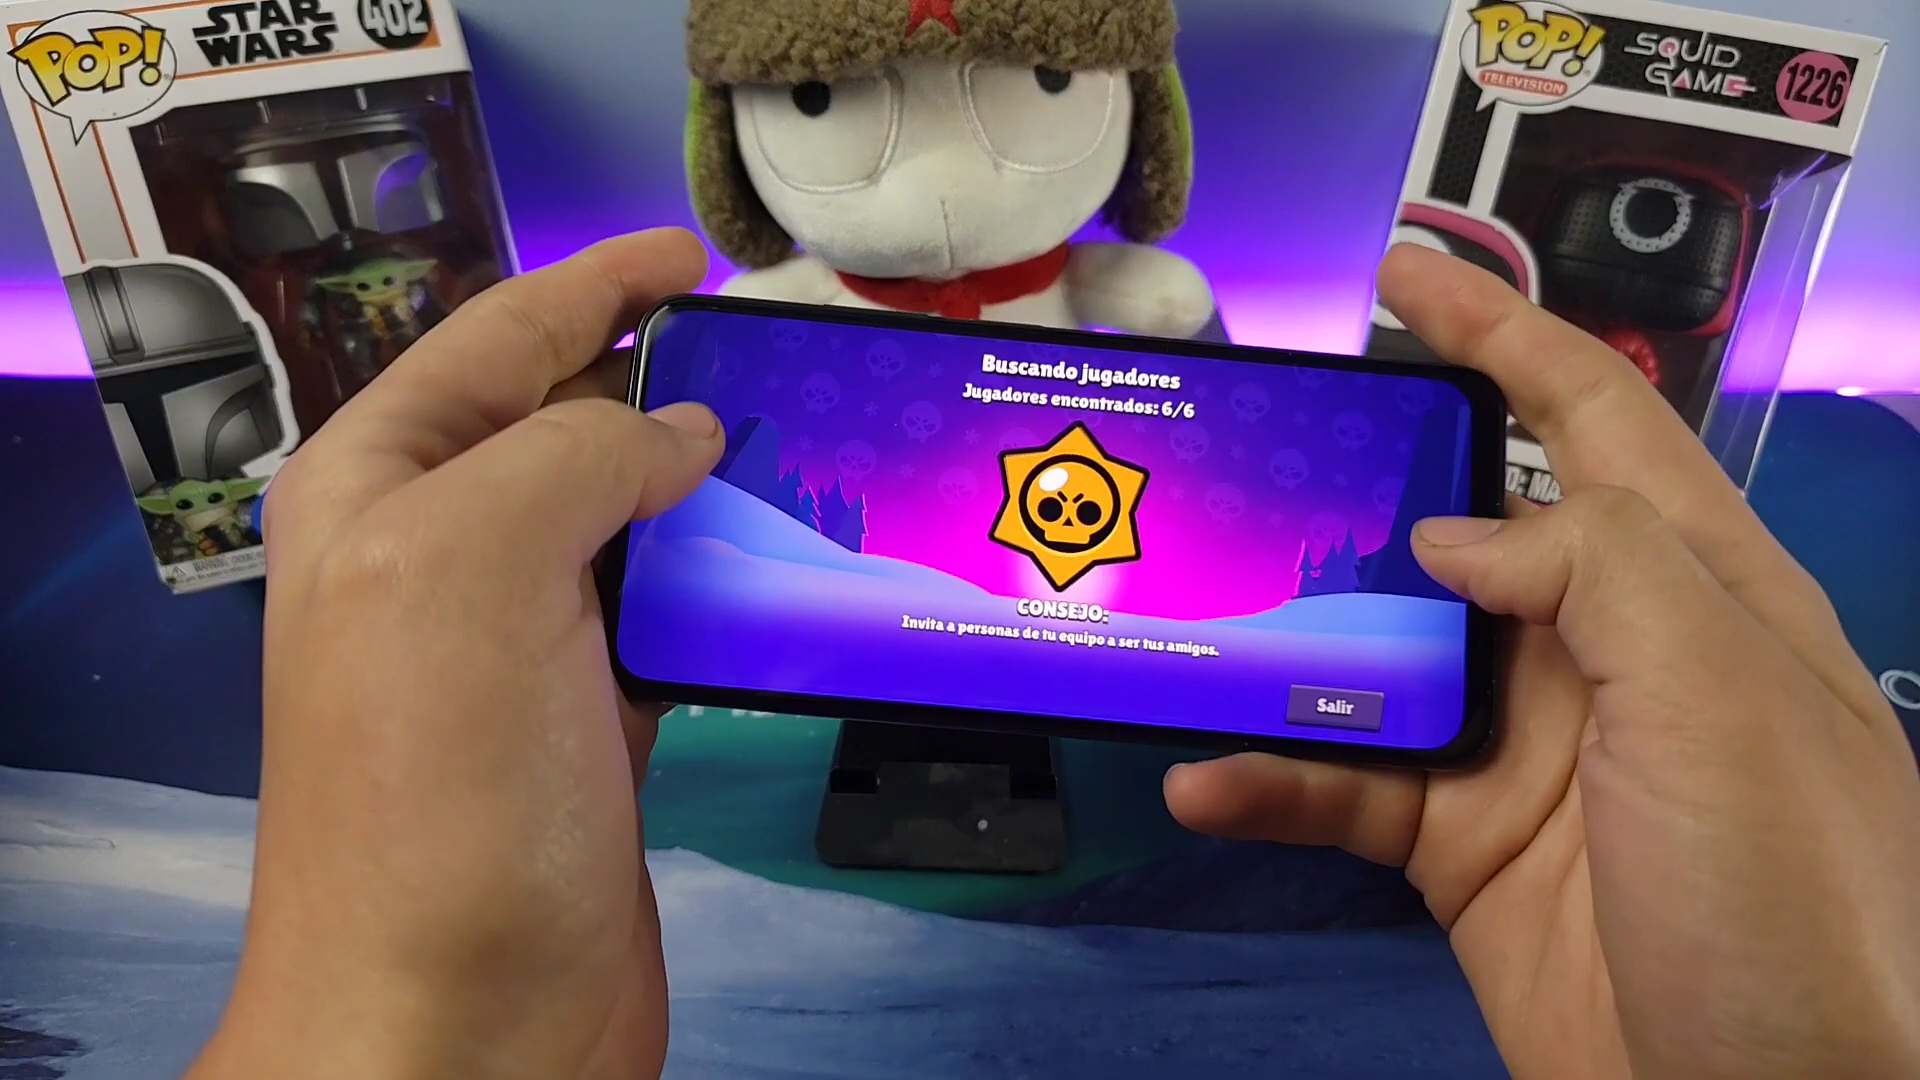 POP!
STAR
WARS
402
POP!
TELEVISION
SQUID
GAME
1226
Buscando jugadores
Jugadores encontrados: 6/6
CONSEJO:
Invita a personas de tu equipo a ser tus amigos.
Salir
WARNING: